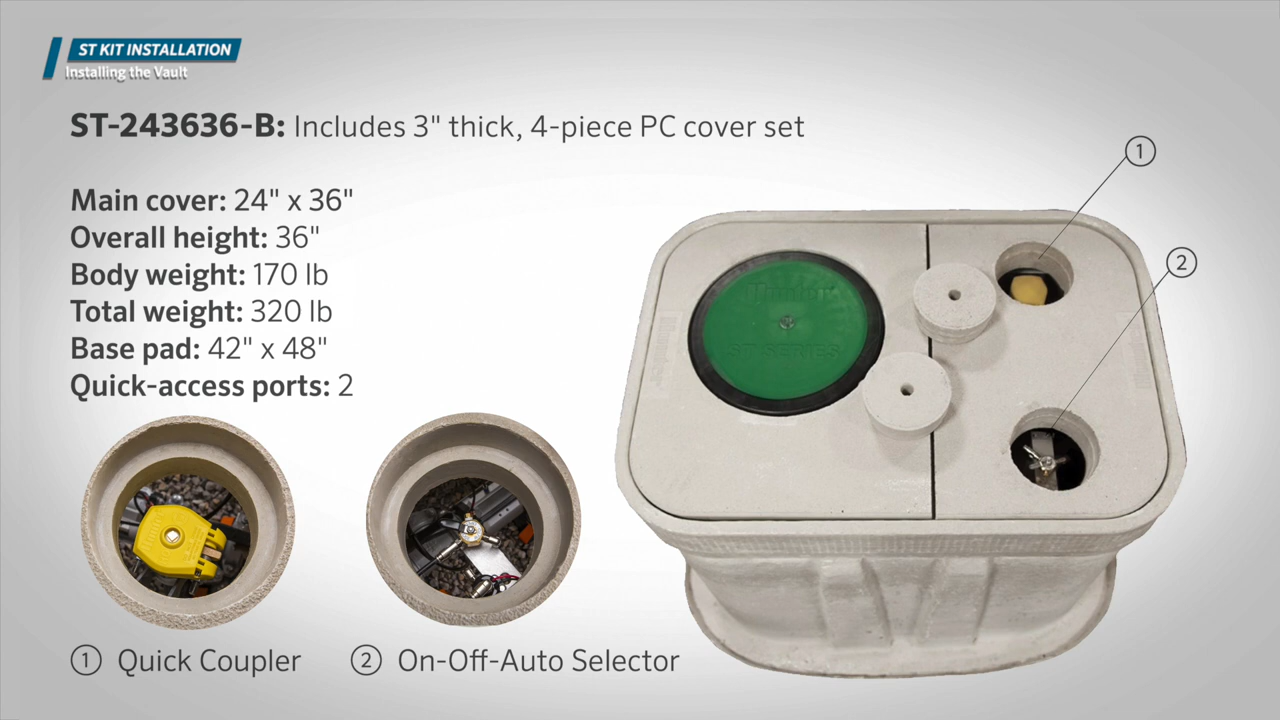 ST KIT INSTALLATION
Installing the Vault
ST-243636-B: Includes 3" thick, 4-piece PC cover set
Main cover: 24" x 36"
Overall height: 36"
Body weight: 170 lb
Total weight: 320 lb
Base pad: 42" x 48"
Quick-access ports: 2
1
2
Hunter
ST SERIES
① Quick Coupler
② On-Off-Auto Selector